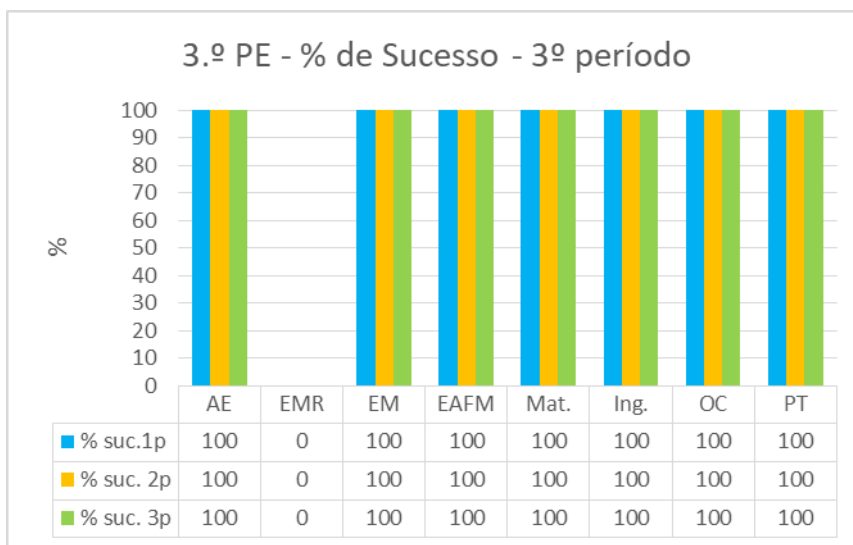 3.º PE - % de Sucesso - 3º período
100
90
80
70
60
50
40
30
20
10
0
%
AE EMR EM EAFM Mat. Ing. OC PT
% suc.1p 100 0 100 100 100 100 100 100
% suc. 2p 100 0 100 100 100 100 100 100
% suc. 3p 100 0 100 100 100 100 100 100